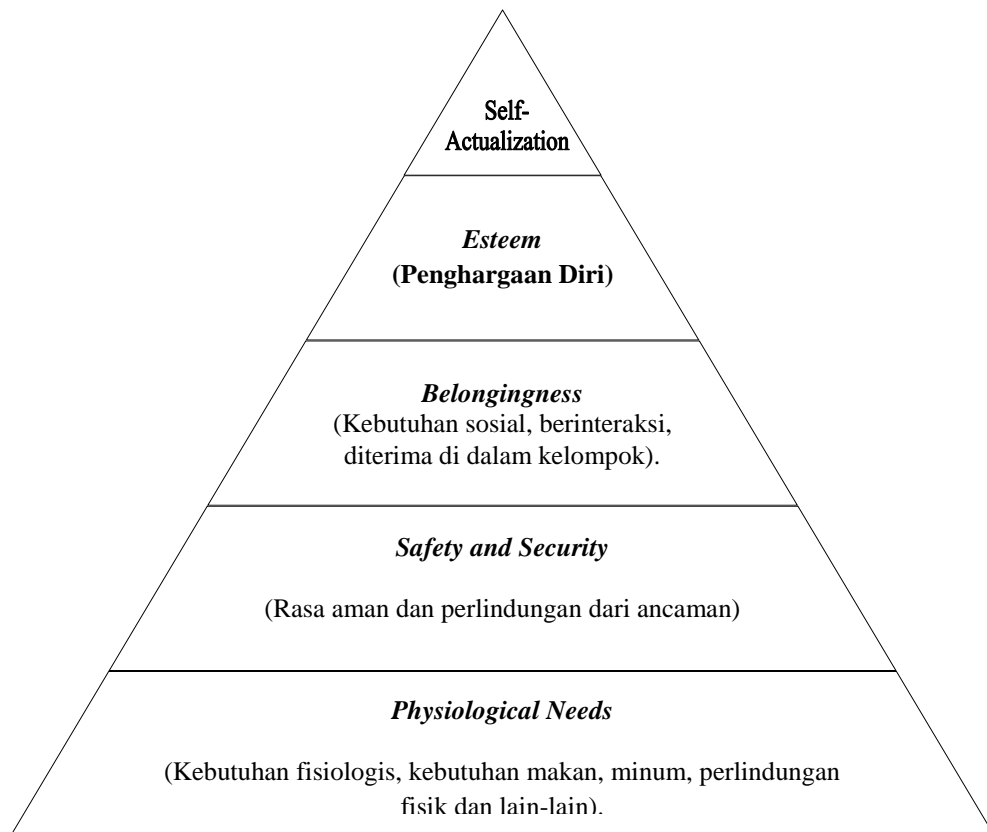 Self-
Actualization
Esteem
(Penghargaan Diri)
Belongingness
(Kebutuhan sosial, berinteraksi,
diterima di dalam kelompok).
Safety and Security
(Rasa aman dan perlindungan dari ancaman)
Physiological Needs
(Kebutuhan fisiologis, kebutuhan makan, minum, perlindungan
fisik dan lain-lain).